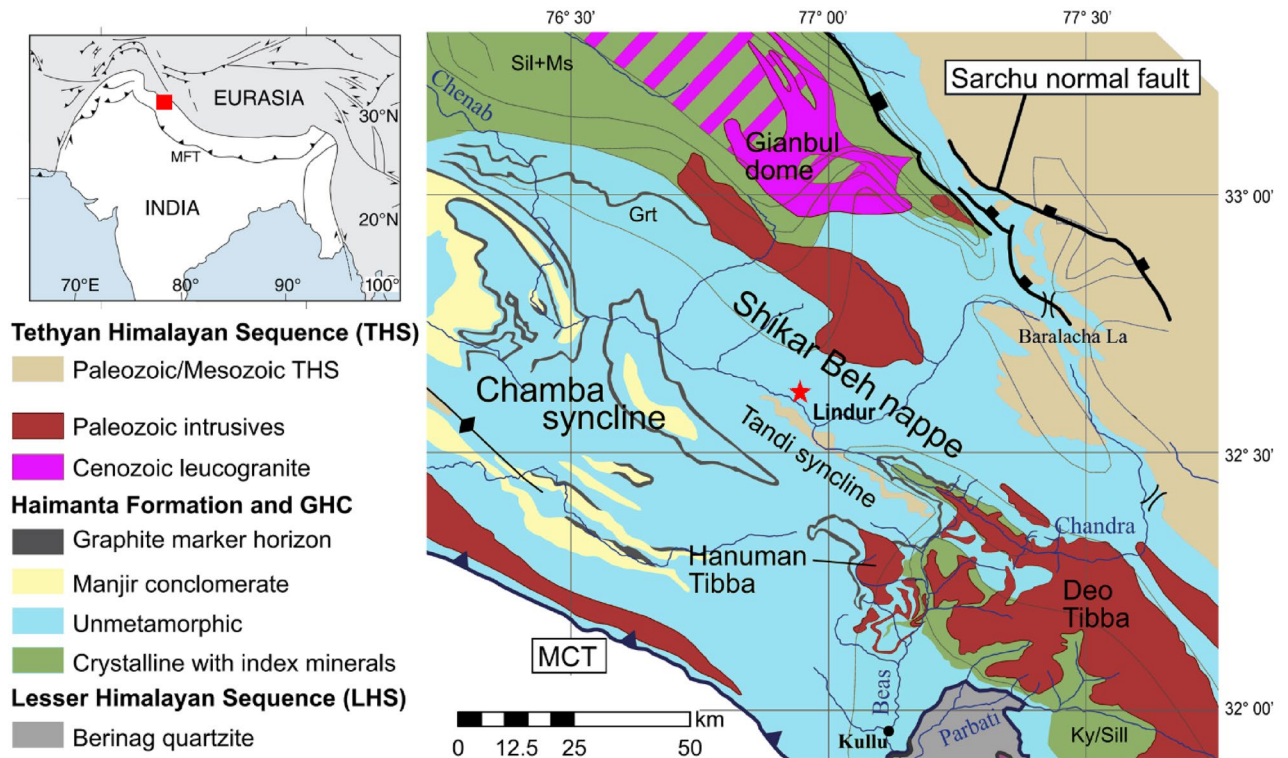 EURASIA
30°N
MFT
INDIA
20°N
70°E
80°
90°
100°
Tethyan Himalayan Sequence (THS)
Paleozoic/Mesozoic THS
Paleozoic intrusives
Cenozoic leucogranite
Haimanta Formation and GHC
Graphite marker horizon
Manjir conclomerate
Unmetamorphic
Crystalline with index minerals
Lesser Himalayan Sequence (LHS)
Berinag quartzite
76° 30'
77° 00'
77° 30'
Sil+Ms
Chenab
Sarchu normal fault
Gianbul
dome
33° 00'
Grt
Shikar Beh nappe
Baralacha La
Chamba
syncline
Lindur
Tandi syncline
32° 30'
Chandra
Hanuman
Tibba
Deo
Tibba
MCT
Beas
32° 00'
Parbati
Ky/Sill
Kullu
km
0 12.5 25 50